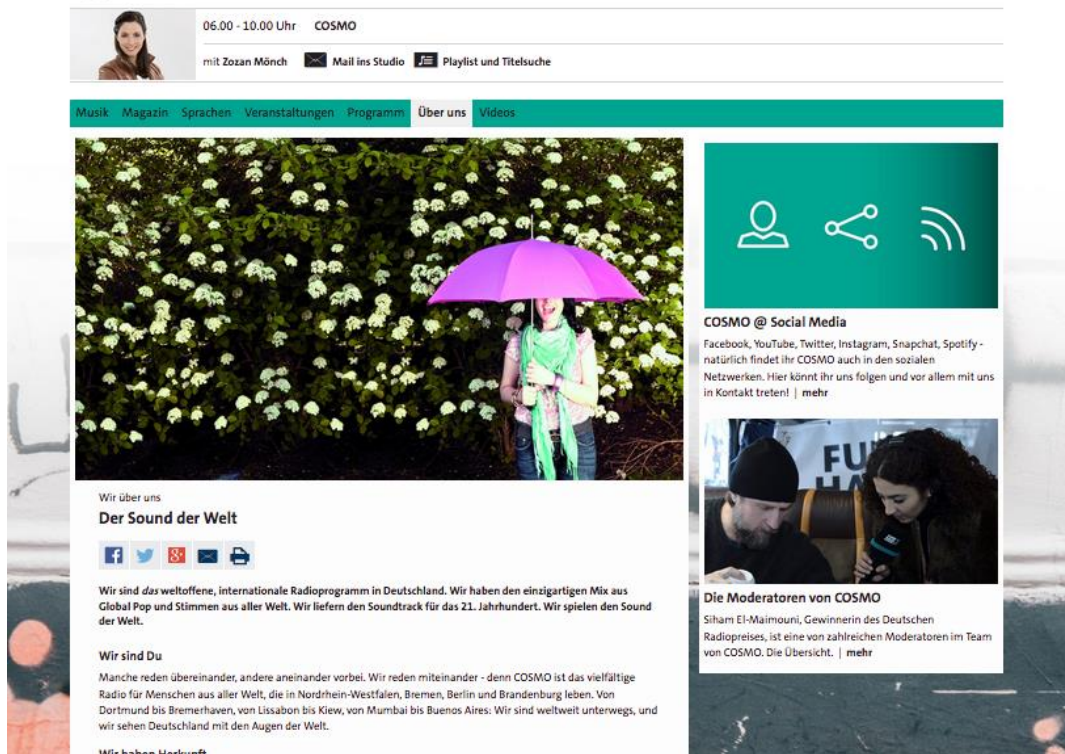 06.00 - 10.00 Uhr COSMO
mit Zozan Mönch Mail ins Studio Playlist und Titelsuche
Musik Magazin Sprachen Veranstaltungen Programm Über uns Videos
Wir über uns
Der Sound der Welt
Wir sind das weltoffene, internationale Radioprogramm in Deutschland. Wir haben den einzigartigen Mix aus
Global Pop und Stimmen aus aller Welt. Wir liefern den Soundtrack für das 21. Jahrhundert. Wir spielen den Sound
der Welt.
Wir sind Du
Manche reden übereinander, andere aneinander vorbei. Wir reden miteinander - denn COSMO ist das vielfältige
Radio für Menschen aus aller Welt, die in Nordrhein-Westfalen, Bremen, Berlin und Brandenburg leben. Von
Dortmund bis Bremerhaven, von Lissabon bis Kiew, von Mumbai bis Buenos Aires: Wir sind weltweit unterwegs, und
wir sehen Deutschland mit den Augen der Welt.
Wir haben Herkunft
COSMO @ Social Media
Facebook, YouTube, Twitter, Instagram, Snapchat, Spotify -
natürlich findet ihr COSMO auch in den sozialen
Netzwerken. Hier könnt ihr uns folgen und vor allem mit uns
in Kontakt treten! | mehr
Die Moderatoren von COSMO
Siham El-Maimouni, Gewinnerin des Deutschen
Radiopreises, ist eine von zahlreichen Moderatoren im Team
von COSMO. Die Übersicht. | mehr